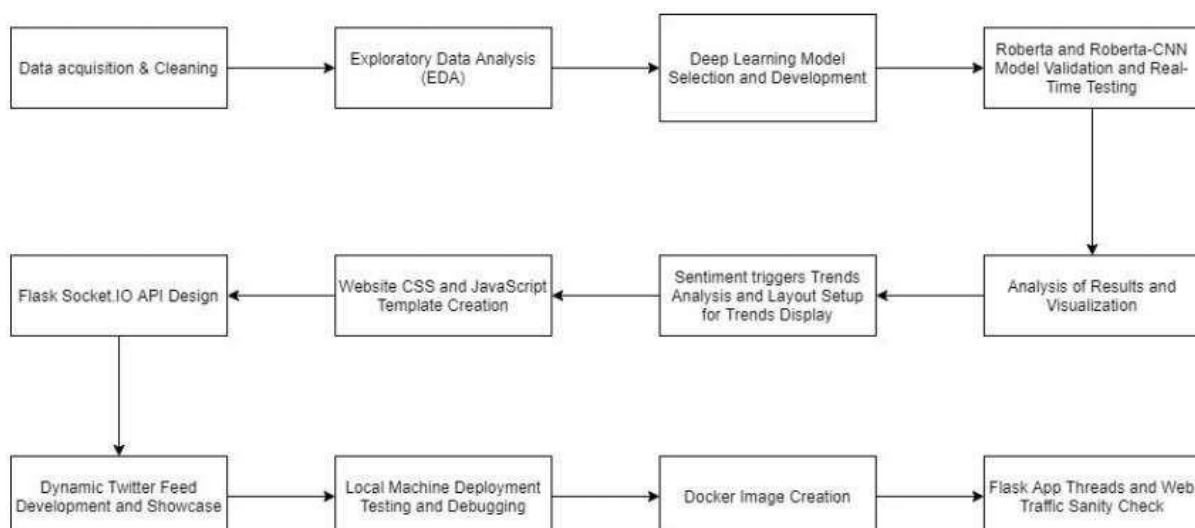 Data acquisition & Cleaning
Exploratory Data Analysis
(EDA)
Deep Learning Model
Selection and Development
Roberta and Roberta-CNN
Model Validation and Real-
Time Testing
Analysis of Results and
Visualization
Sentiment triggers Trends
Analysis and Layout Setup
for Trends Display
Website CSS and JavaScript
Template Creation
Flask Socket.IO API Design
Dynamic Twitter Feed
Development and Showcase
Local Machine Deployment
Testing and Debugging
Docker Image Creation
Flask App Threads and Web
Traffic Sanity Check